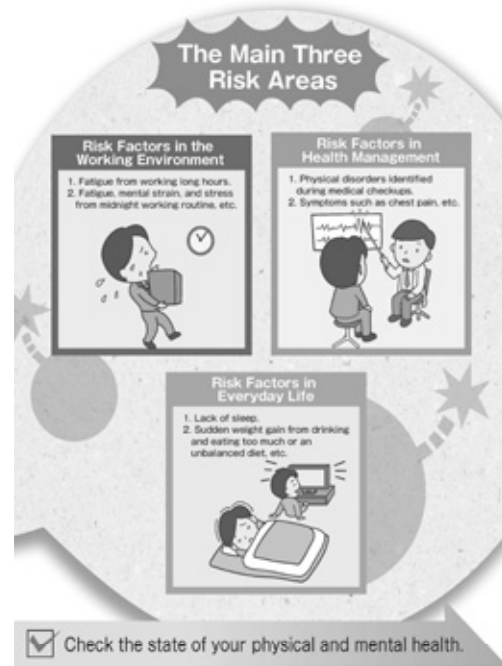 The Main Three
Risk Areas
Risk Factors in the
Working Environment
1. Fatigue from working long hours.
2. Fatigue, mental strain, and stress
from midnight working routine, etc.
Risk Factors in
Health Management
1. Physical disorders identified
during medical checkups.
2. Symptoms such as chest pain, etc.
Risk Factors in
Everyday Life
1. Lack of sleep.
2. Sudden weight gain from drinking
and eating too much or an
unbalanced diet, etc.
Check the state of your physical and mental health.